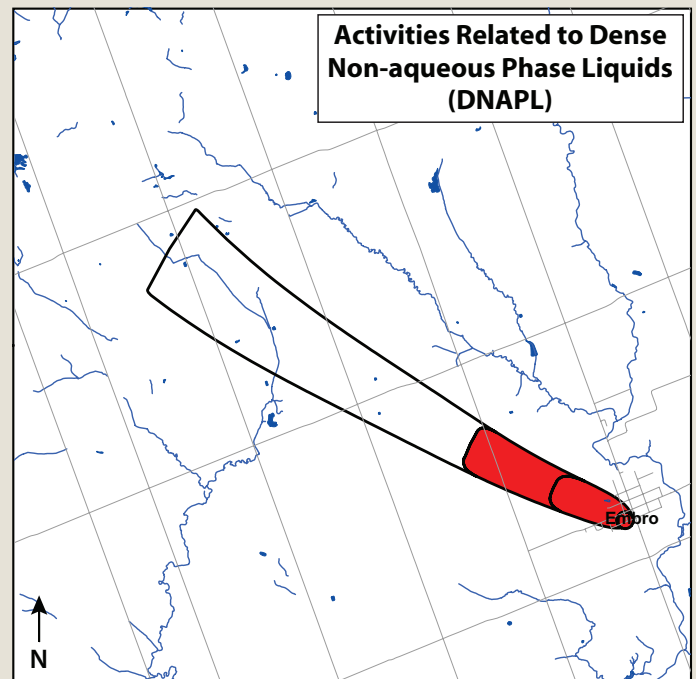 Activities Related to Dense
Non-aqueous Phase Liquids
(DNAPL)
Embro
N